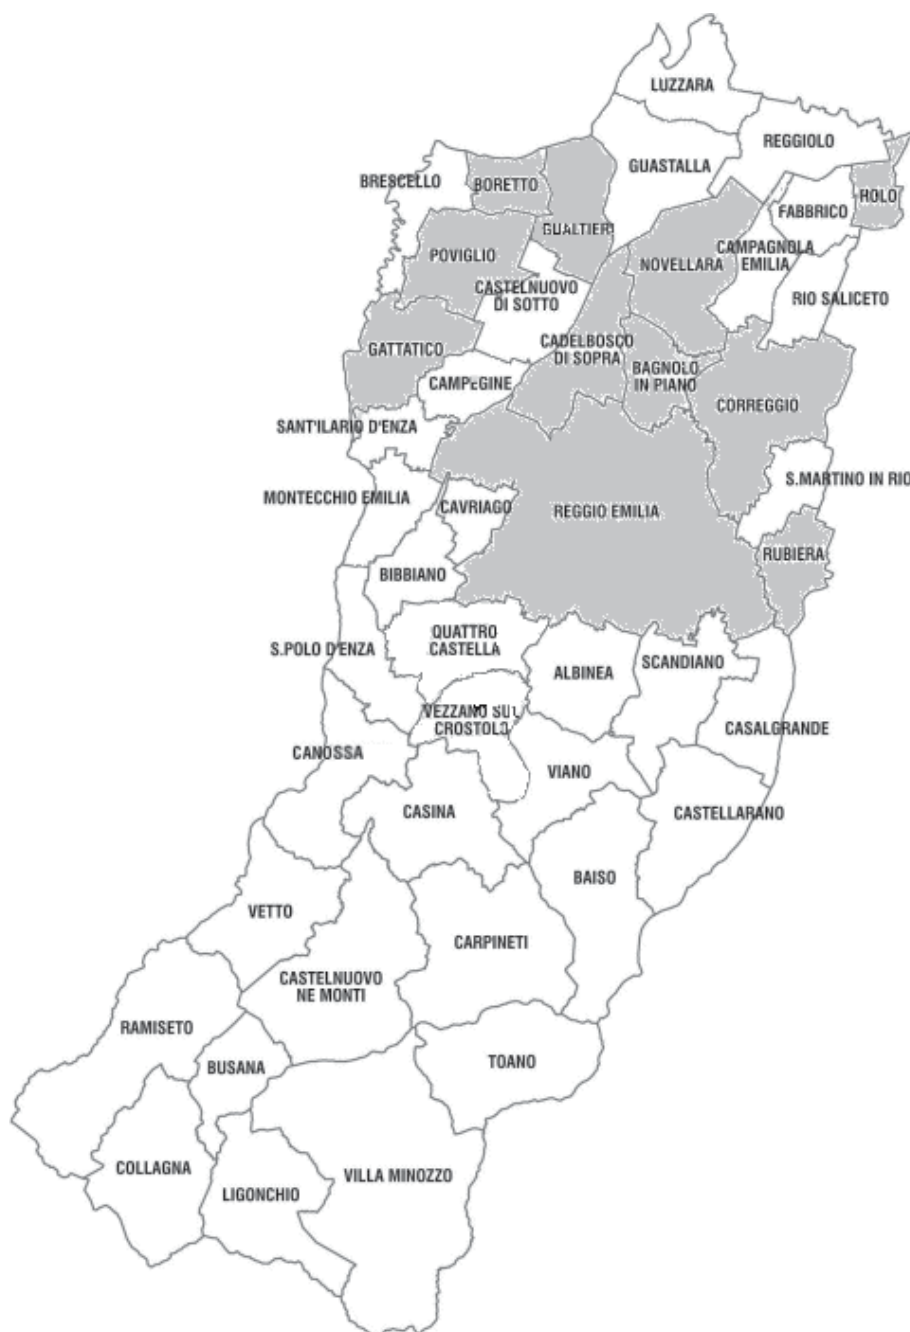 LUZZARA
REGGIOLO
GUASTALLA
BRESCELLO
BORETTO
ROLO
FABBRICO
GUALTIERI
CAMPAGNOLA
EMILIA
POVIGLIO
NOVELLARA
CASTELNUOVO
DI SOTTO
RIO SALICETO
CADELBOSCO
DI SOPRA
GATTATICO
BAGNOLO
IN PIANO
CAMPEGINE
CORREGGIO
SANT'ILARIO D'ENZA
S.MARTINO IN RIO
MONTECCHIO EMILIA
CAVRIAGO
REGGIO EMILIA
RUBIERA
BIBBIANO
QUATTRO
CASTELLA
S.POLO D'ENZA
SCANDIANO
ALBINEA
VEZZANO SUL
CROSTOLO
CASALGRANDE
CANOSSA
VIANO
CASINA
CASTELLARANO
BAISO
VETTO
CARPINETI
CASTELNUOVO
NE MONTI
RAMISETO
BUSANA
TOANO
COLLAGNA
VILLA MINOZZO
LIGONCHIO